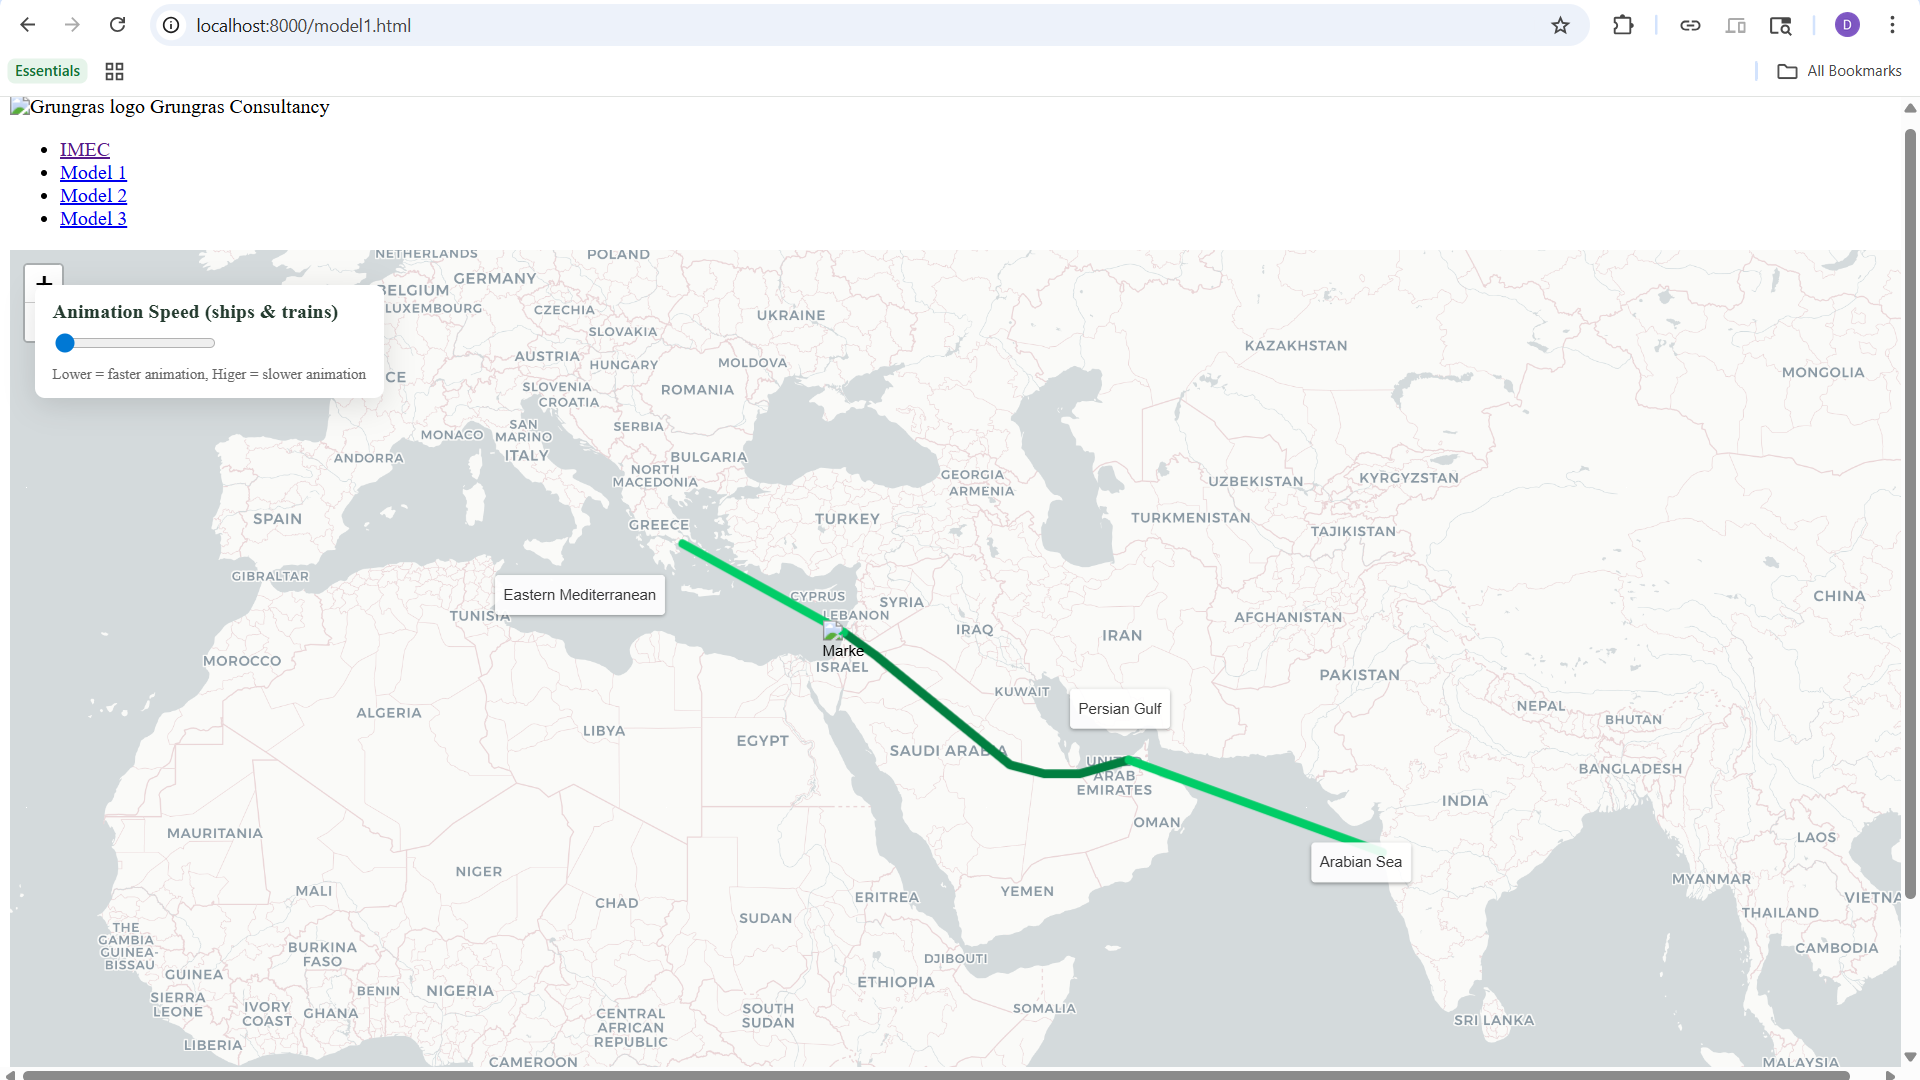 localhost:8000/model1.html
D
Essentials
All Bookmarks
Grungras logo Grungras Consultancy
IMEC
Model 1
Model 2
Model 3
+
Animation Speed (ships & trains)
Lower = faster animation, Higer = slower animation
NETHERLANDS
POLAND
GERMANY
BELGIUM
LUXEMBOURG
CZECHIA
UKRAINE
SLOVAKIA
KAZAKHSTAN
AUSTRIA
HUNGARY
MOLDOVA
MONGOLIA
CE
SLOVENIA
ROMANIA
CROATIA
SAN
MARINO
SERBIA
MONACO
ITALY
ANDORRA
BULGARIA
NORTH
MACEDONIA
GEORGIA
ARMENIA
UZBEKISTAN
KYRGYZSTAN
SPAIN
GREECE
TURKEY
TURKMENISTAN
TAJIKISTAN
GIBRALTAR
Eastern Mediterranean
CYPRUS
SYRIA
CHINA
TUNISIA
LEBANON
AFGHANISTAN
IRAQ
IRAN
Marke
MOROCCO
ISRAEL
PAKISTAN
KUWAIT
Persian Gulf
NEPAL
ALGERIA
BHUTAN
LIBYA
EGYPT
SAUDI ARABIA
UNITED
ARAB
EMIRATES
BANGLADESH
INDIA
OMAN
MAURITANIA
LAOS
Arabian Sea
NIGER
MALI
YEMEN
MYANMAR
ERITREA
CHAD
VIETNA
SUDAN
THAILAND
THE
GAMBIA
GUINEA-
BISSAU
BURKINA
FASO
CAMBODIA
DJIBOUTI
GUINEA
ETHIOPIA
BENIN
NIGERIA
SIERRA
LEONE
IVORY
COAST
GHANA
SOUTH
SUDAN
SOMALIA
CENTRAL
AFRICAN
REPUBLIC
SRI LANKA
LIBERIA
CAMEROON
MALAYSIA